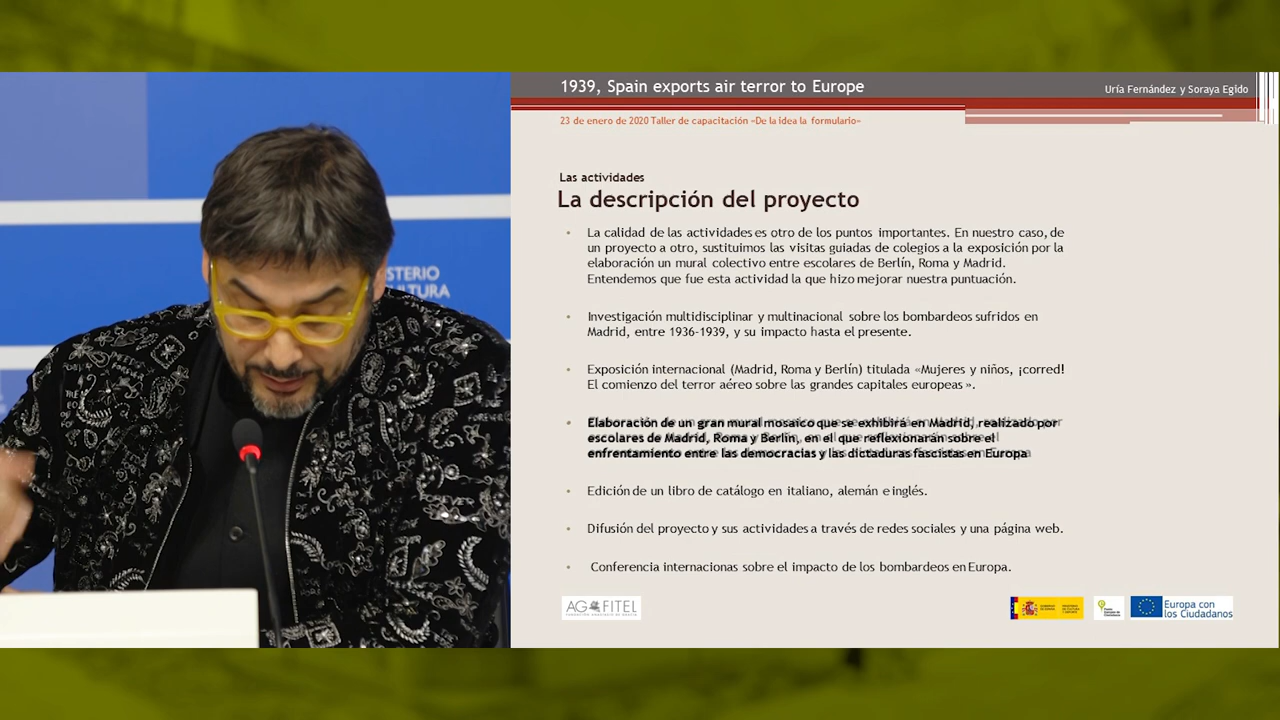 1939, Spain exports air terror to Europe
Uría Fernández y Soraya Egido
23 de enero de 2020 Taller de capacitación «De la idea la formulario»
Las actividades
La descripción del proyecto
• La calidad de las actividades es otro de los puntos importantes. En nuestro caso, de
un proyecto a otro, sustituimos las visitas guiadas de colegios a la exposición por la
elaboración un mural colectivo entre escolares de Berlín, Roma y Madrid.
Entendemos que fue esta actividad la que hizo mejorar nuestra puntuación.
• Investigación multidisciplinar y multinacional sobre los bombardeos sufridos en
Madrid, entre 1936-1939, y su impacto hasta el presente.
• Exposición internacional (Madrid, Roma y Berlín) titulada «Mujeres y niños, ¡corred!
El comienzo del terror aéreo sobre las grandes capitales europeas».
• Elaboración de un gran mural mosaico que se exhibirá en Madrid, realizado por
escolares de Madrid, Roma y Berlín, en el que reflexionarán sobre el
enfrentamiento entre las democracias y las dictaduras fascistas en Europa
• Edición de un libro de catálogo en italiano, alemán e inglés.
• Difusión del proyecto y sus actividades a través de redes sociales y una página web.
• Conferencia internacionas sobre el impacto de los bombardeos en Europa.
STERIO
ULTURA
AG FITEL
Europa con
los Ciudadanos